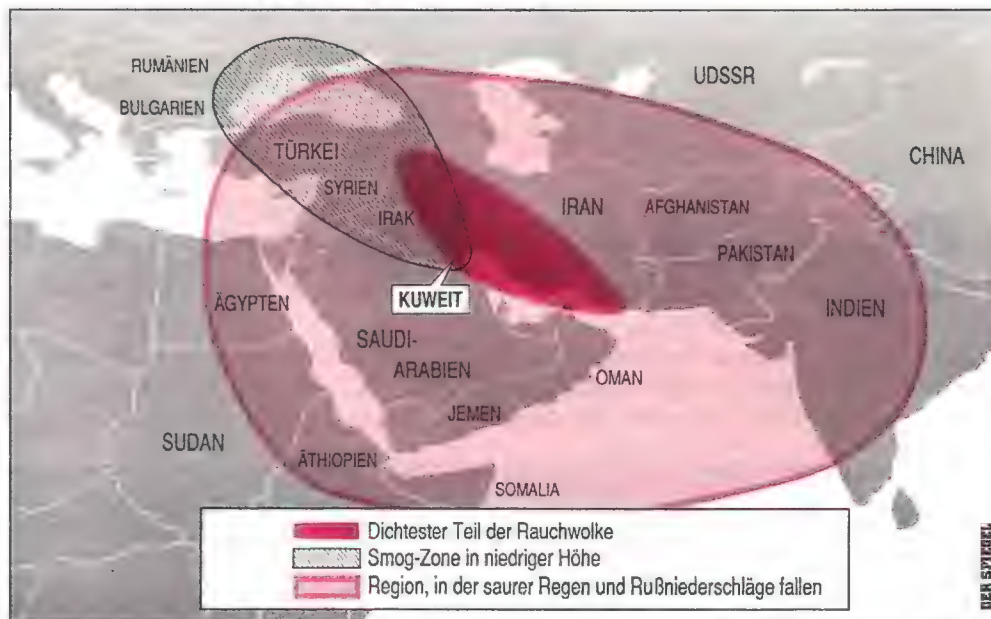 RUMÄNIEN
BULGARIEN
UDSSR
CHINA
TÜRKEI
SYRIEN
IRAK
IRAN
AFGHANISTAN
PAKISTAN
KUWEIT
ÄGYPTEN
INDIEN
SAUDI-
ARABIEN
OMAN
JEMEN
SUDAN
ÄTHIOPIEN
SOMALIA
Dichtester Teil der Rauchwolke
Smog-Zone in niedriger Höhe
Region, in der saurer Regen und Rußniederschläge fallen
DER SPIEGEL